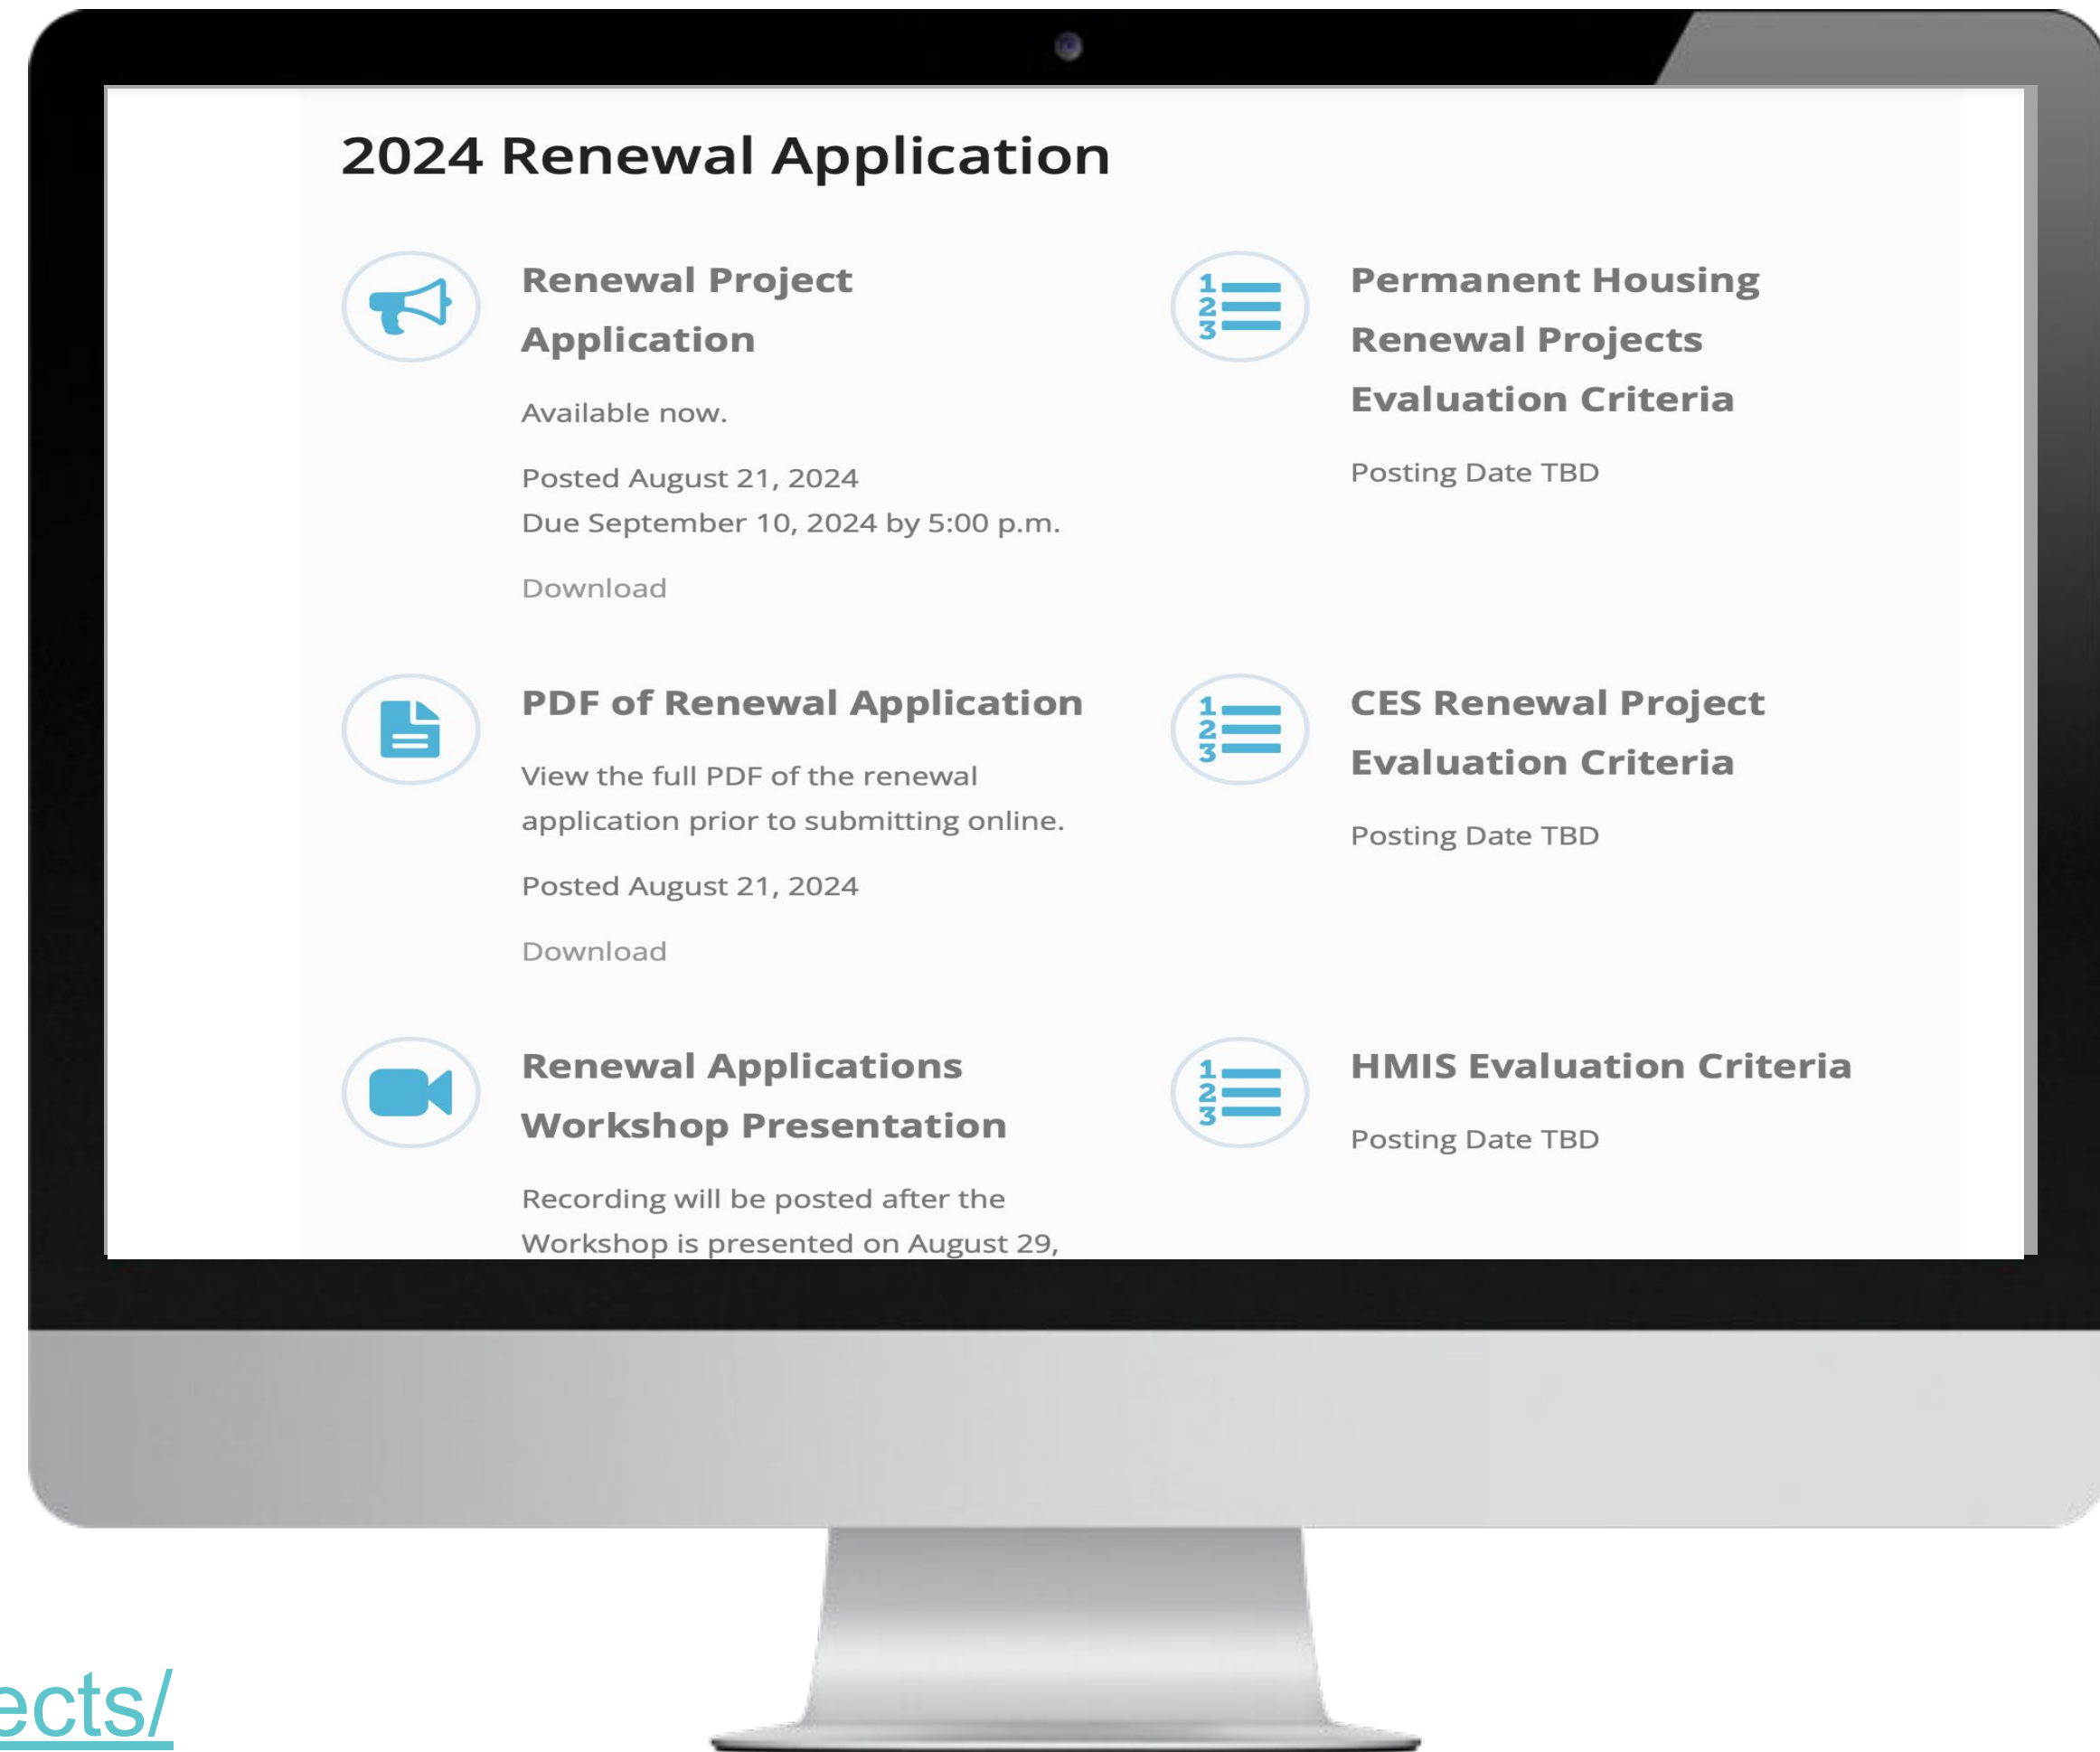 2024 Renewal Application
Renewal Project
Application
Available now.
Posted August 21, 2024
Due September 10, 2024 by 5:00 p.m.
Download
Permanent Housing
Renewal Projects
Evaluation Criteria
Posting Date TBD
PDF of Renewal Application
View the full PDF of the renewal
application prior to submitting online.
Posted August 21, 2024
Download
CES Renewal Project
Evaluation Criteria
Posting Date TBD
Renewal Applications
Workshop Presentation
Recording will be posted after the
Workshop is presented on August 29,
HMIS Evaluation Criteria
Posting Date TBD
ects/